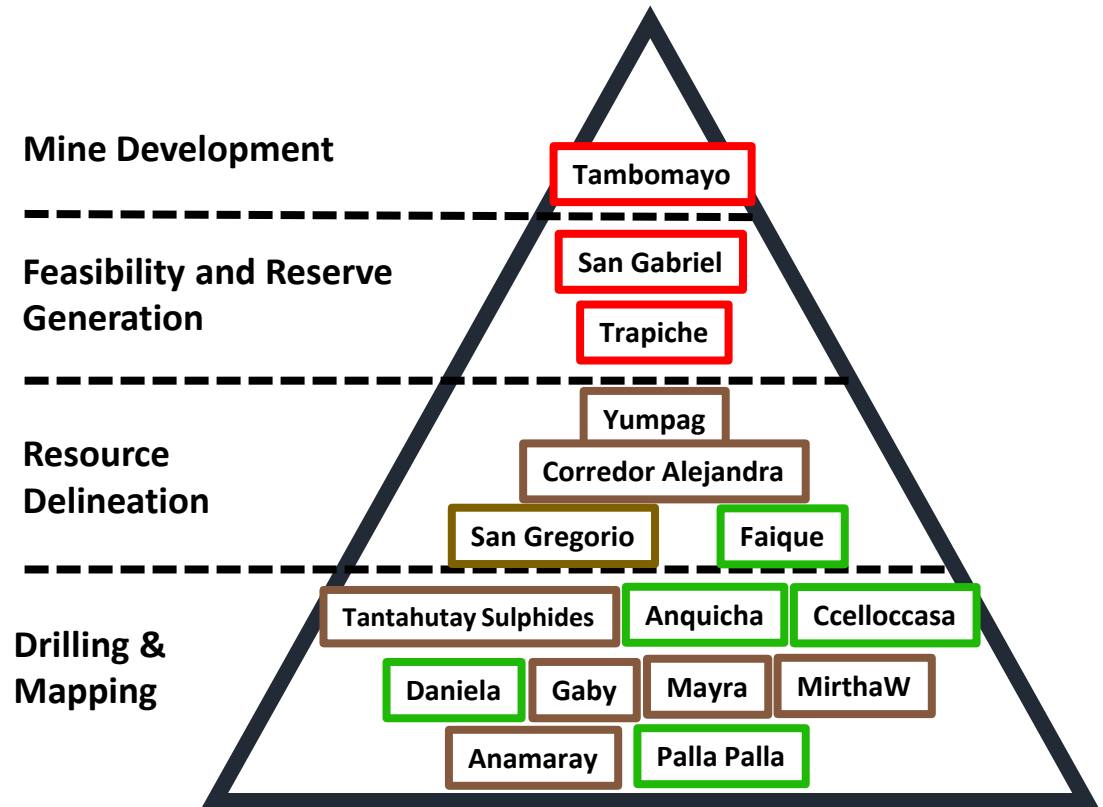 Mine Development
Tambomayo
Feasibility and Reserve
Generation
San Gabriel
Trapiche
Resource
Delineation
Yumpag
Corredor Alejandra
San Gregorio
Faique
Drilling &
Mapping
Tantahutay Sulphides
Anquicha
Ccelloccasa
Daniela
Gaby
Mayra
MirthaW
Anamaray
Palla Palla